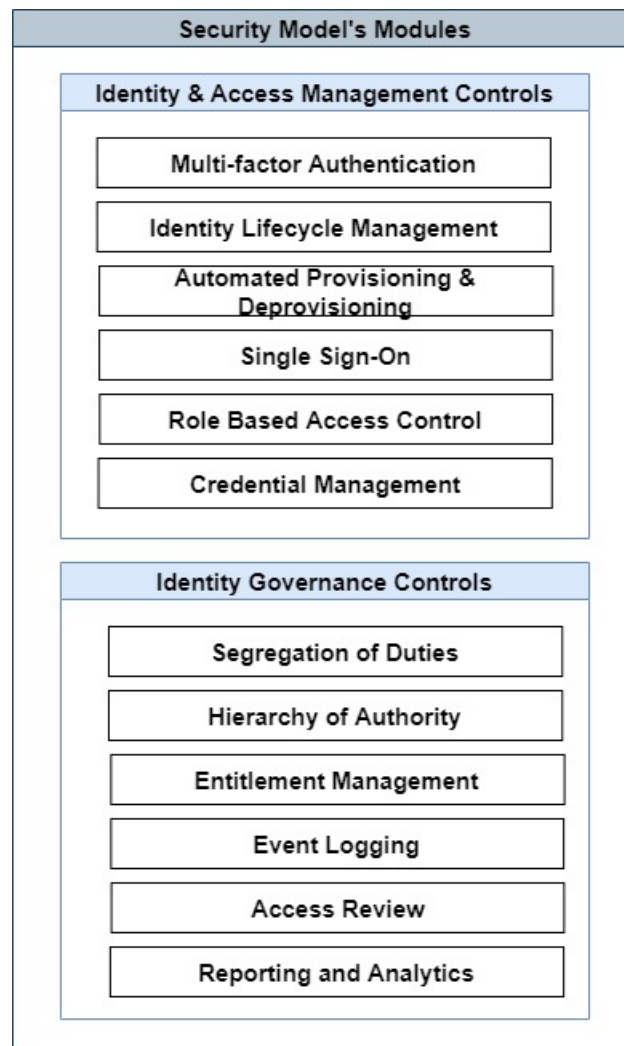 Security Model's Modules
Identity & Access Management Controls
Multi-factor Authentication
Identity Lifecycle Management
Automated Provisioning &
Deprovisioning
Single Sign-On
Role Based Access Control
Credential Management
Identity Governance Controls
Segregation of Duties
Hierarchy of Authority
Entitlement Management
Event Logging
Access Review
Reporting and Analytics